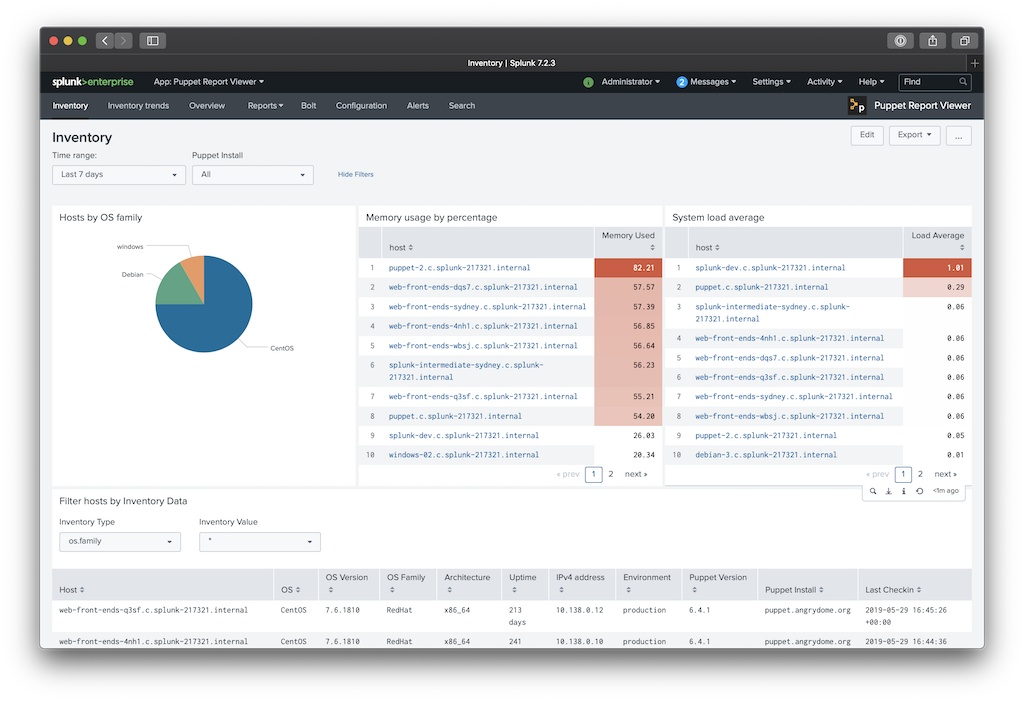 Inventory | Splunk 7.2.3
splunk>enterprise App: Puppet Report Viewer Administrator 2 Messages Settings Activity Help Find
Inventory Inventory trends Overview Reports Bolt Configuration Alerts Search Puppet Report Viewer
Inventory Edit Export ...
Time range: Puppet Install
Last 7 days All Hide Filters
Hosts by OS family
windows
Debian
CentOS
Memory usage by percentage
host Memory Used
1 puppet-2.c.splunk-217321.internal 82.21
2 web-front-ends-dqs7.c.splunk-217321.internal 57.57
3 web-front-ends-sydney.c.splunk-217321.internal 57.39
4 web-front-ends-4nh1.c.splunk-217321.internal 56.85
5 web-front-ends-wbsj.c.splunk-217321.internal 56.64
6 splunk-intermediate-sydney.c.splunk- 56.23
217321.internal
7 web-front-ends-q3sf.c.splunk-217321.internal 55.21
8 puppet.c.splunk-217321.internal 54.20
9 splunk-dev.c.splunk-217321.internal 26.03
10 windows-02.c.splunk-217321.internal 20.34
« prev 1 2 next »
System load average
host Load Average
1 splunk-dev.c.splunk-217321.internal 1.01
2 puppet.c.splunk-217321.internal 0.29
3 splunk-intermediate-sydney.c.splunk- 0.06
217321.internal
4 web-front-ends-4nh1.c.splunk-217321.internal 0.06
5 web-front-ends-dqs7.c.splunk-217321.internal 0.06
6 web-front-ends-q3sf.c.splunk-217321.internal 0.06
7 web-front-ends-sydney.c.splunk-217321.internal 0.06
8 web-front-ends-wbsj.c.splunk-217321.internal 0.06
9 puppet-2.c.splunk-217321.internal 0.05
10 debian-3.c.splunk-217321.internal 0.01
« prev 1 2 next »
<1m ago
Filter hosts by Inventory Data
Inventory Type Inventory Value
os.family *
Host OS OS Version OS Family Architecture Uptime IPv4 address Environment Puppet Version Puppet Install Last Checkin
web-front-ends-q3sf.c.splunk-217321.internal CentOS 7.6.1810 RedHat x86_64 213 10.138.0.12 production 6.4.1 puppet.angrydome.org 2019-05-29 16:45:26
days +00:00
web-front-ends-4nh1.c.splunk-217321.internal CentOS 7.6.1810 RedHat x86_64 241 10.138.0.10 production 6.4.1 puppet.angrydome.org 2019-05-29 16:44:36